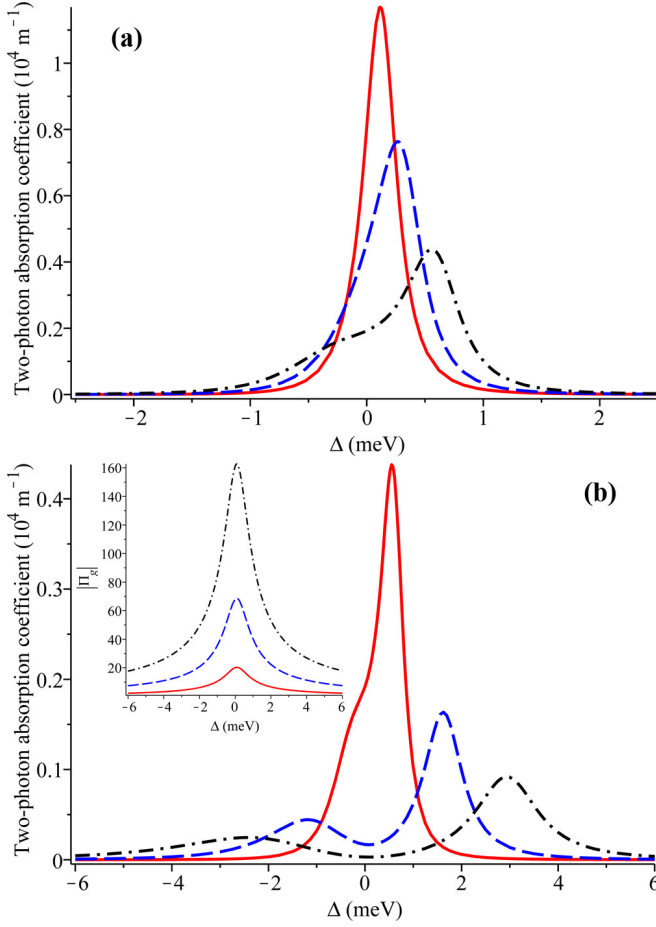 (a)
Two-photon absorption coefficient (10⁴ m⁻¹)
1
0.8
0.6
0.4
0.2
0
−2 −1 0 1 2
Δ (meV)
(b)
Two-photon absorption coefficient (10⁴ m⁻¹)
0.4
0.3
0.2
0.1
0
−6 −4 −2 0 2 4 6
Δ (meV)
|Π_g|
160
140
120
100
80
60
40
20
−6 −4 −2 0 2 4 6
Δ (meV)